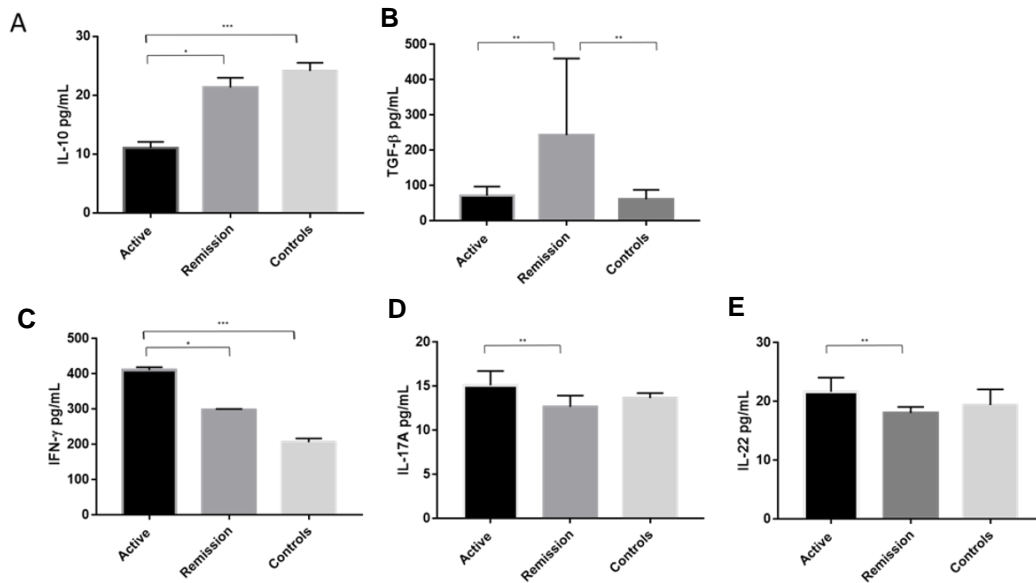 A
IL-10 pg/mL
30
20
10
0
***
*
Active
Remission
Controls
B
TGF-β pg/mL
500
400
300
200
100
0
**
**
Active
Remission
Controls
C
IFN-γ pg/mL
500
400
300
200
100
0
***
*
Active
Remission
Controls
D
IL-17A pg/mL
20
15
10
5
0
**
Active
Remission
Controls
E
IL-22 pg/mL
30
20
10
0
**
Active
Remission
Controls